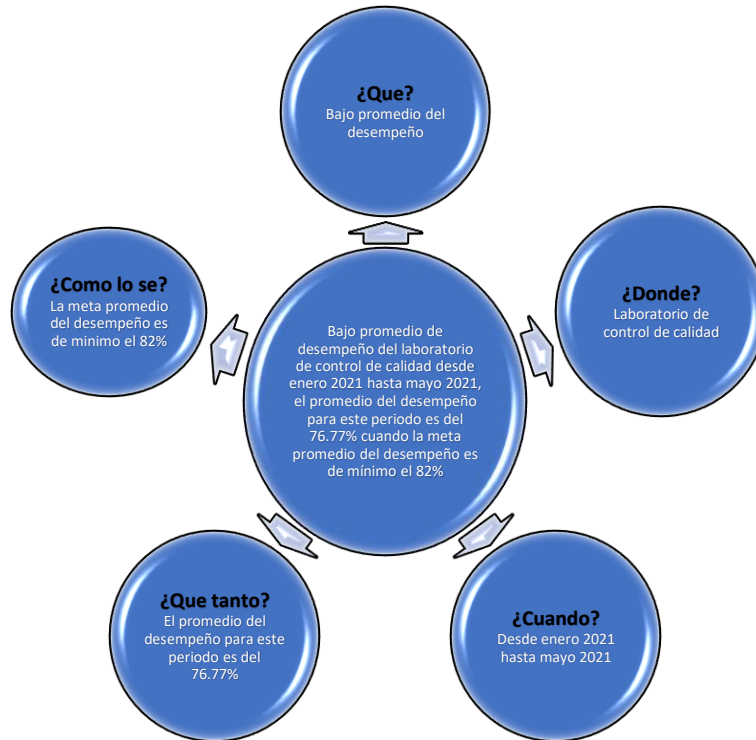 ¿Que?
Bajo promedio del
desempeño
¿Donde?
Laboratorio de
control de calidad
¿Cuando?
Desde enero 2021
hasta mayo 2021
¿Que tanto?
El promedio del
desempeño para este
periodo es del
76.77%
¿Como lo se?
La meta promedio
del desempeño es
de minimo el 82%
Bajo promedio de
desempeño del laboratorio
de control de calidad desde
enero 2021 hasta mayo 2021,
el promedio del desempeño
para este periodo es del
76.77% cuando la meta
promedio del desempeño es
de mínimo el 82%